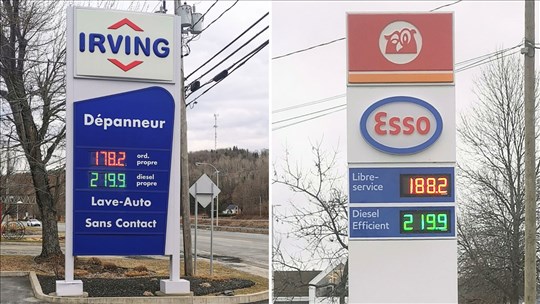 IRVING
Dépanneur
178.2 ord. propre
219.9 diesel propre
Lave-Auto
Sans Contact
Esso
Libre-service 188.2
Diesel Efficient 219.9